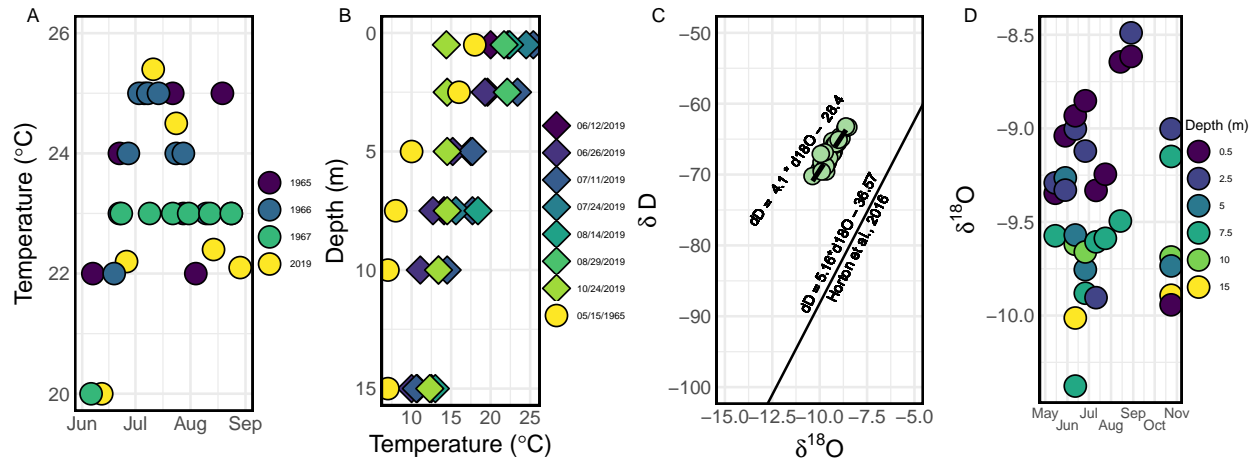 A
26
25
24
23
22
21
20
Temperature (°C)
Jun
Jul
Aug
Sep
1965
1966
1967
2019
B
0
5
10
15
Depth (m)
10
15
20
25
Temperature (°C)
06/12/2019
06/26/2019
07/11/2019
07/24/2019
08/14/2019
08/29/2019
10/24/2019
05/15/1965
C
−50
−60
−70
−80
−90
−100
δ D
−15.0
−12.5
−10.0
−7.5
−5.0
δ18O
dD = 4.1 * d18O − 28.4
dD = 5.16*d18O − 36.57
Horton et al., 2016
D
−8.5
−9.0
−9.5
−10.0
δ18O
May
Jun
Jul
Aug
Sep
Oct
Nov
Depth (m)
0.5
2.5
5
7.5
10
15